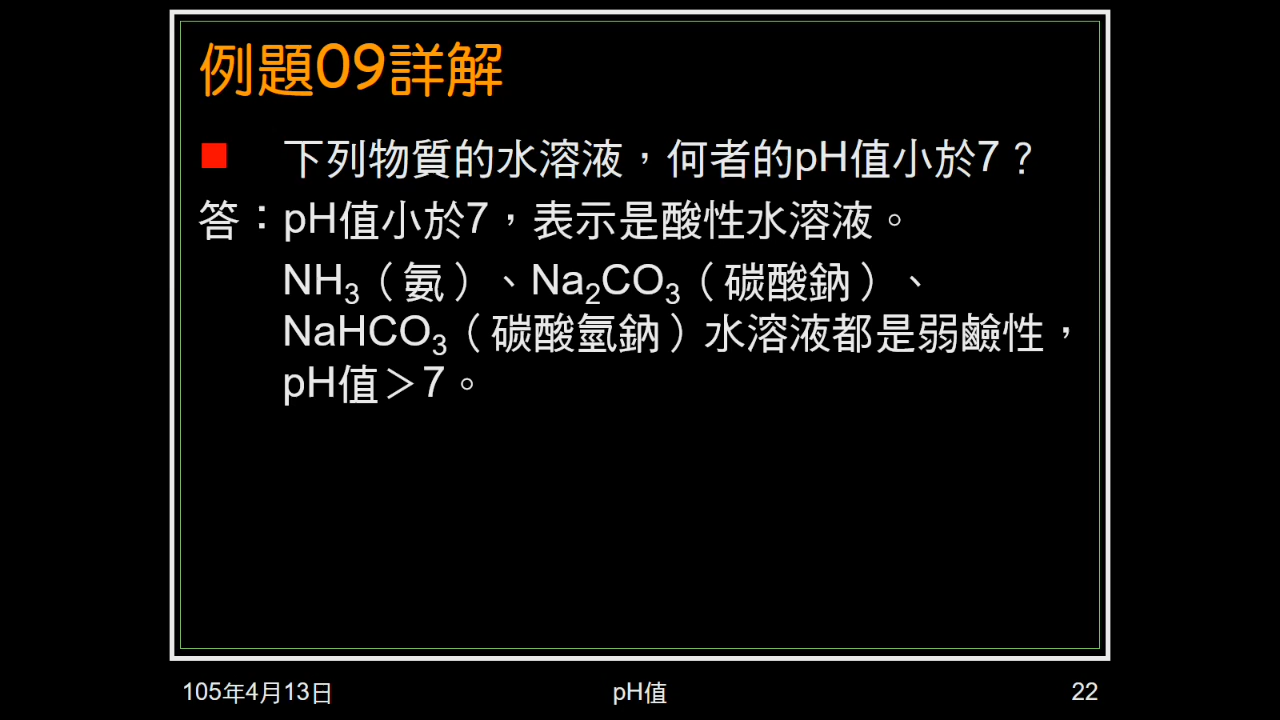 例題09詳解
下列物質的水溶液，何者的pH值小於7？
答：pH值小於7，表示是酸性水溶液。
NH₃（氨）、Na₂CO₃（碳酸鈉）、
NaHCO₃（碳酸氫鈉）水溶液都是弱鹼性，
pH值＞7。
105年4月13日
pH值
22